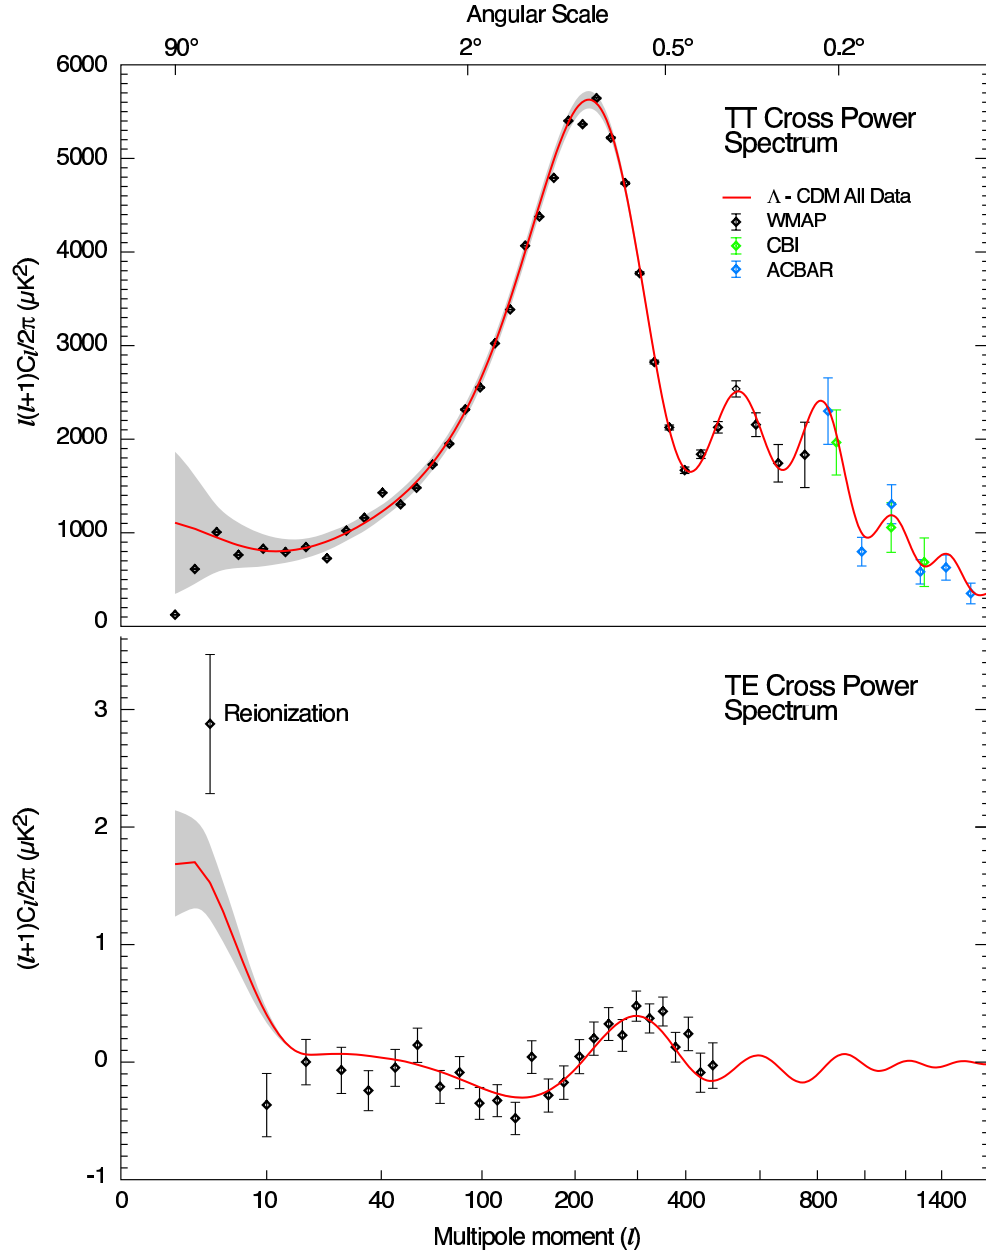 Angular Scale
90° 2° 0.5° 0.2°
6000
5000
4000
3000
2000
1000
0
l(l+1)Cl/2π (μK²)
TT Cross Power
Spectrum
Λ - CDM All Data
WMAP
CBI
ACBAR
3
2
1
0
-1
(l+1)Cl/2π (μK²)
Reionization
TE Cross Power
Spectrum
0 10 40 100 200 400 800 1400
Multipole moment (l)